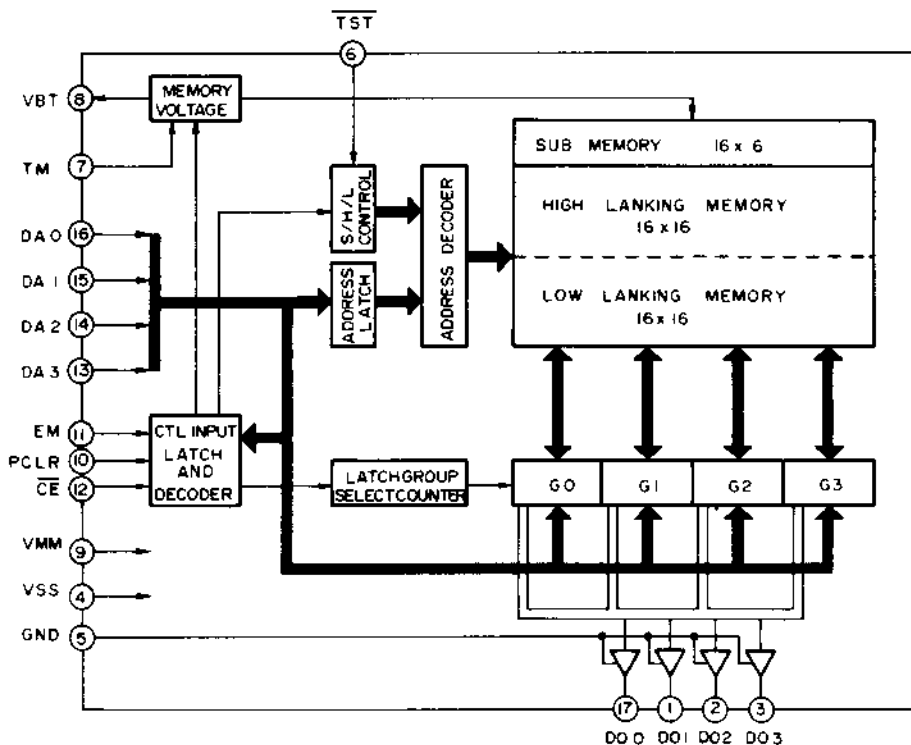 TST
6
VBT 8
MEMORY
VOLTAGE
TM 7
SUB MEMORY 16 x 6
HIGH LANKING MEMORY
16 x 16
LOW LANKING MEMORY
16 x 16
S/H/L
CONTROL
ADDRESS
LATCH
ADDRESS DECODER
DA 0 16
DA 1 15
DA 2 14
DA 3 13
EM 11
PCLR 10
CE 12
CTL INPUT
LATCH
AND
DECODER
LATCHGROUP
SELECTCOUNTER
G0 G1 G2 G3
VMM 9
VSS 4
GND 5
17 1 2 3
DO 0 DO 1 DO 2 DO 3